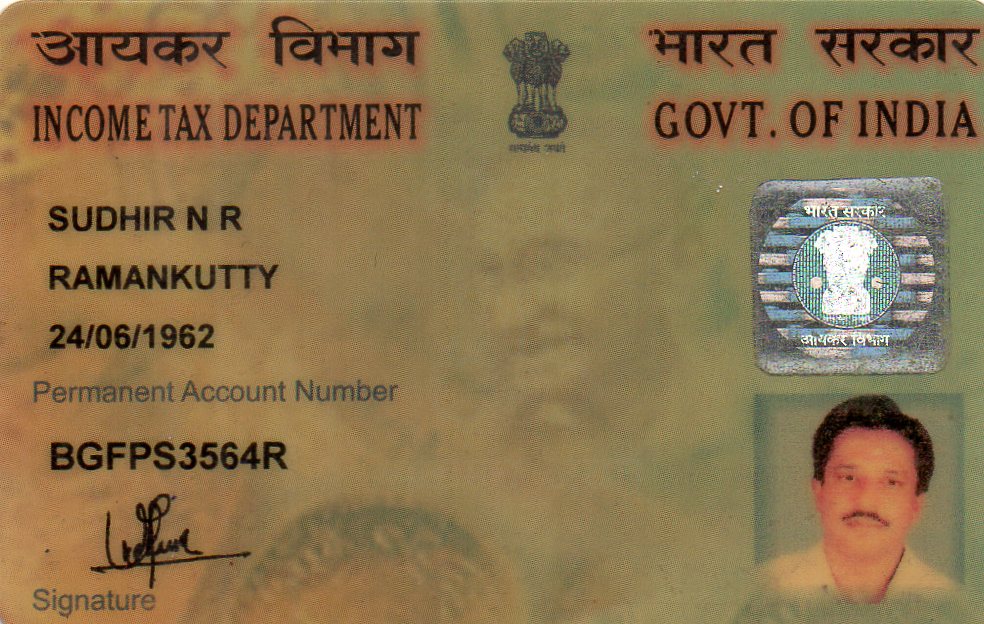 आयकर विभाग
भारत सरकार
INCOME TAX DEPARTMENT
GOVT. OF INDIA
सत्यमेव जयते
SUDHIR N R
भारत सरकार
RAMANKUTTY
24/06/1962
आयकर विभाग
Permanent Account Number
BGFPS3564R
Signature